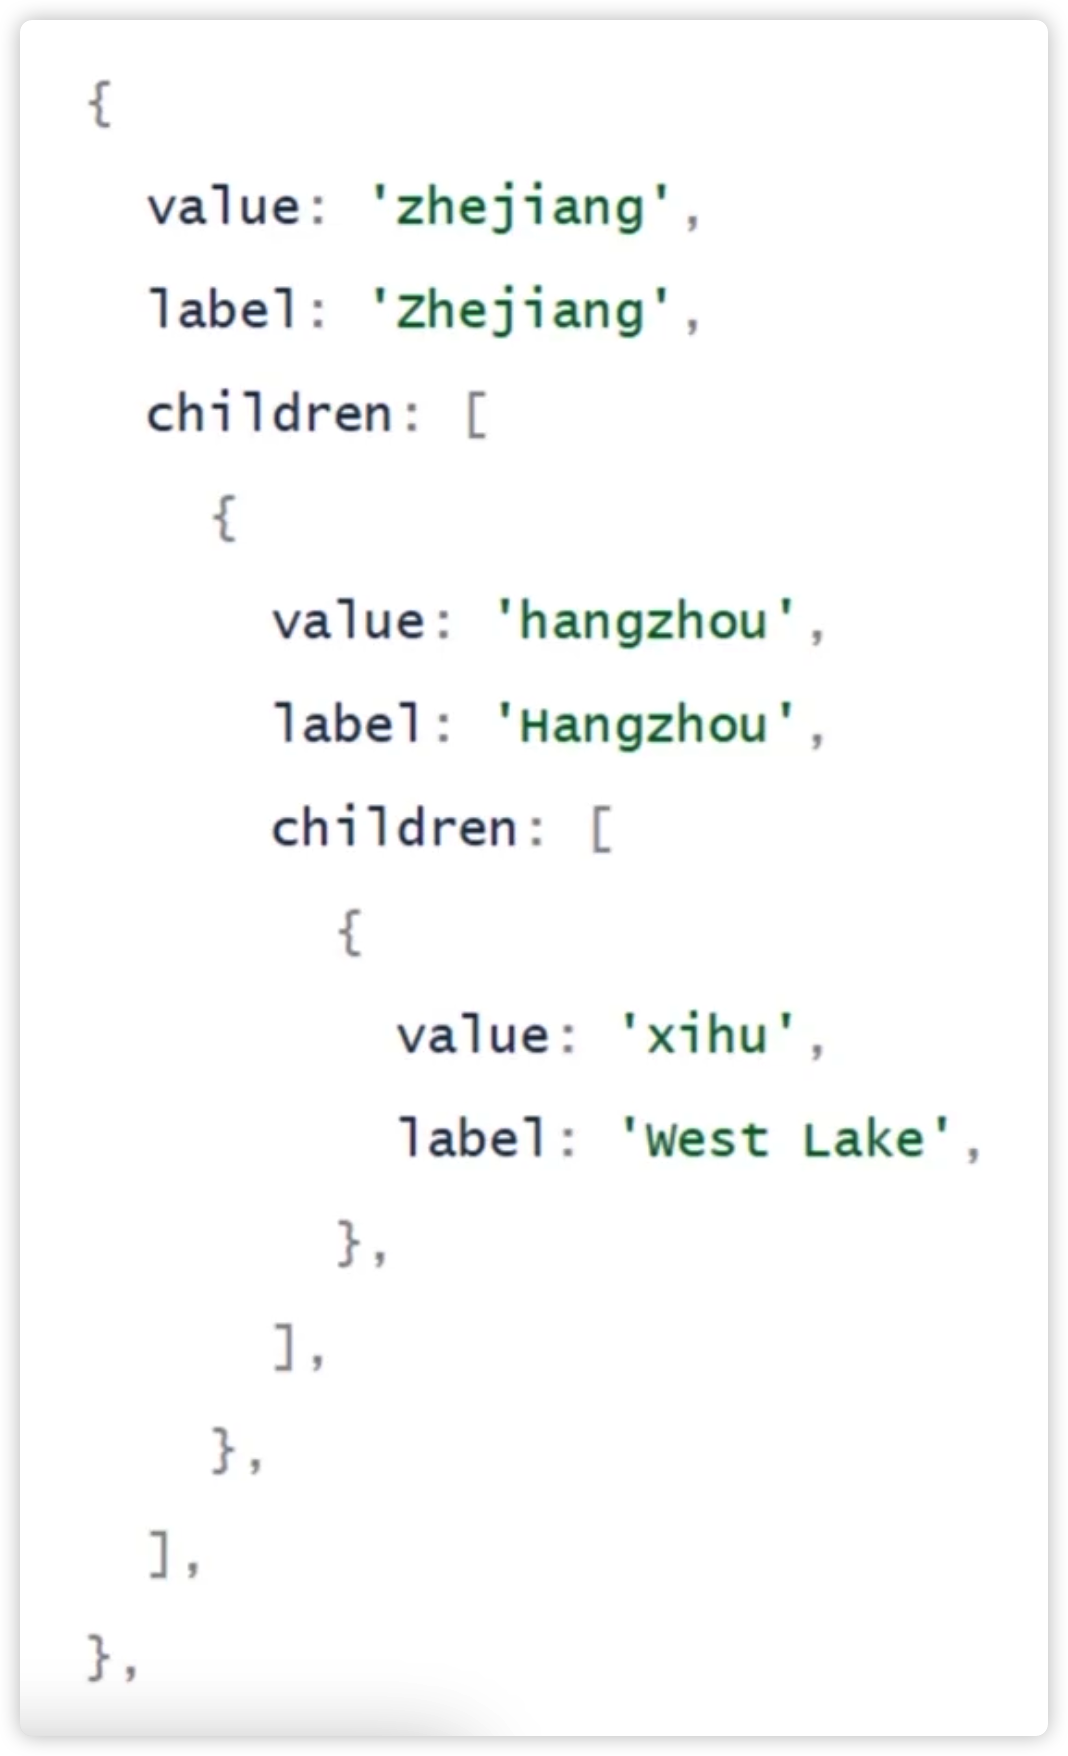 {
  value: 'zhejiang',
  label: 'Zhejiang',
  children: [
    {
      value: 'hangzhou',
      label: 'Hangzhou',
      children: [
        {
          value: 'xihu',
          label: 'West Lake',
        },
      ],
    },
  ],
},